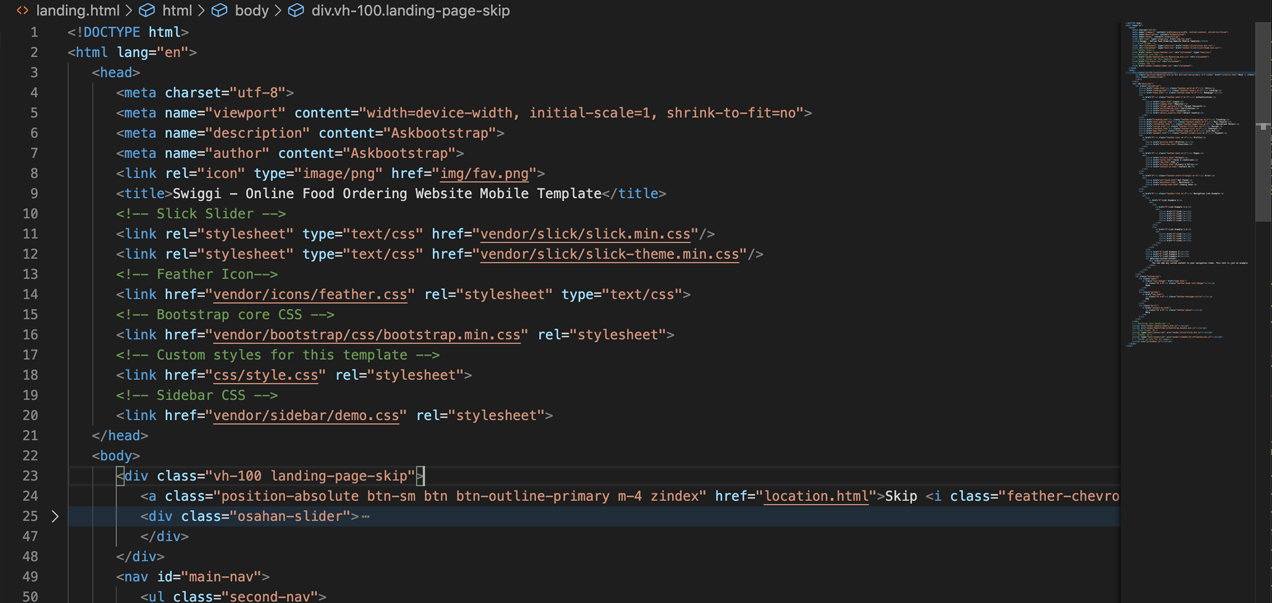 landing.html > html > body > div.vh-100.landing-page-skip
1 <!DOCTYPE html>
2 <html lang="en">
3 <head>
4 <meta charset="utf-8">
5 <meta name="viewport" content="width=device-width, initial-scale=1, shrink-to-fit=no">
6 <meta name="description" content="Askbootstrap">
7 <meta name="author" content="Askbootstrap">
8 <link rel="icon" type="image/png" href="img/fav.png">
9 <title>Swiggi - Online Food Ordering Website Mobile Template</title>
10 <!-- Slick Slider -->
11 <link rel="stylesheet" type="text/css" href="vendor/slick/slick.min.css"/>
12 <link rel="stylesheet" type="text/css" href="vendor/slick/slick-theme.min.css"/>
13 <!-- Feather Icon-->
14 <link href="vendor/icons/feather.css" rel="stylesheet" type="text/css">
15 <!-- Bootstrap core CSS -->
16 <link href="vendor/bootstrap/css/bootstrap.min.css" rel="stylesheet">
17 <!-- Custom styles for this template -->
18 <link href="css/style.css" rel="stylesheet">
19 <!-- Sidebar CSS -->
20 <link href="vendor/sidebar/demo.css" rel="stylesheet">
21 </head>
22 <body>
23 <div class="vh-100 landing-page-skip">
24 <a class="position-absolute btn-sm btn btn-outline-primary m-4 zindex" href="location.html">Skip <i class="feather-chevro
25 <div class="osahan-slider">⋯
47 </div>
48 </div>
49 <nav id="main-nav">
50 <ul class="second-nav">